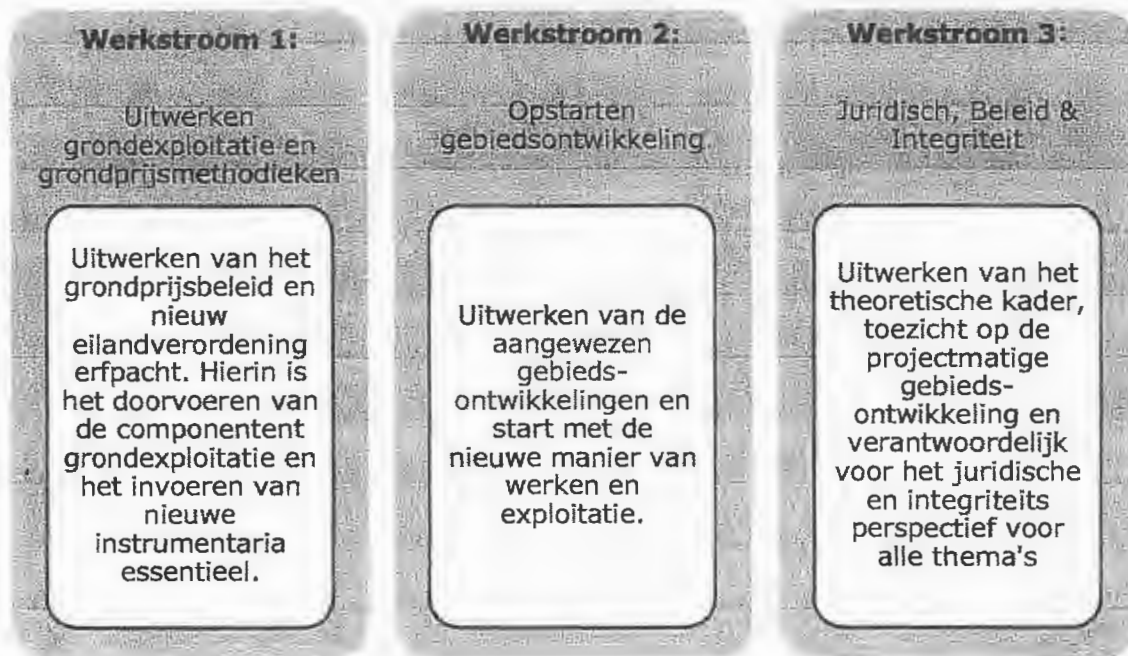 Werkstroom 1:
Uitwerken
grondexploitatie en
grondprijsmethodieken
Uitwerken van het
grondprijsbeleid en
nieuw
eilandverordening
erfpacht. Hierin is
het doorvoeren van
de componentent
grondexploitatie en
het invoeren van
nieuwe
instrumentaria
essentieel.
Werkstroom 2:
Opstarten
gebiedsontwikkeling
Uitwerken van de
aangewezen
gebieds-
ontwikkelingen en
start met de
nieuwe manier van
werken en
exploitatie.
Werkstroom 3:
Juridisch, Beleid &
Integriteit
Uitwerken van het
theoretische kader,
toezicht op de
projectmatige
gebieds-
ontwikkeling en
verantwoordelijk
voor het juridische
en integriteits
perspectief voor
alle thema's